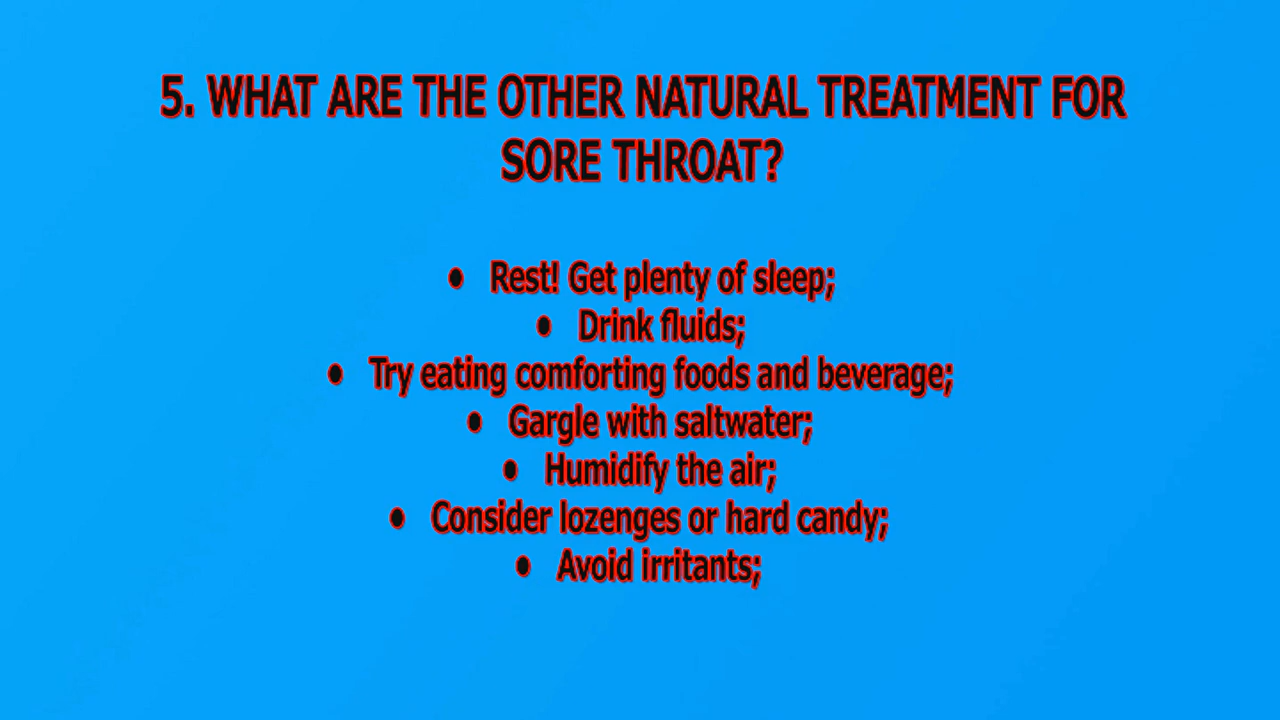 5. WHAT ARE THE OTHER NATURAL TREATMENT FOR
SORE THROAT?
• Rest! Get plenty of sleep;
• Drink fluids;
• Try eating comforting foods and beverage;
• Gargle with saltwater;
• Humidify the air;
• Consider lozenges or hard candy;
• Avoid irritants;